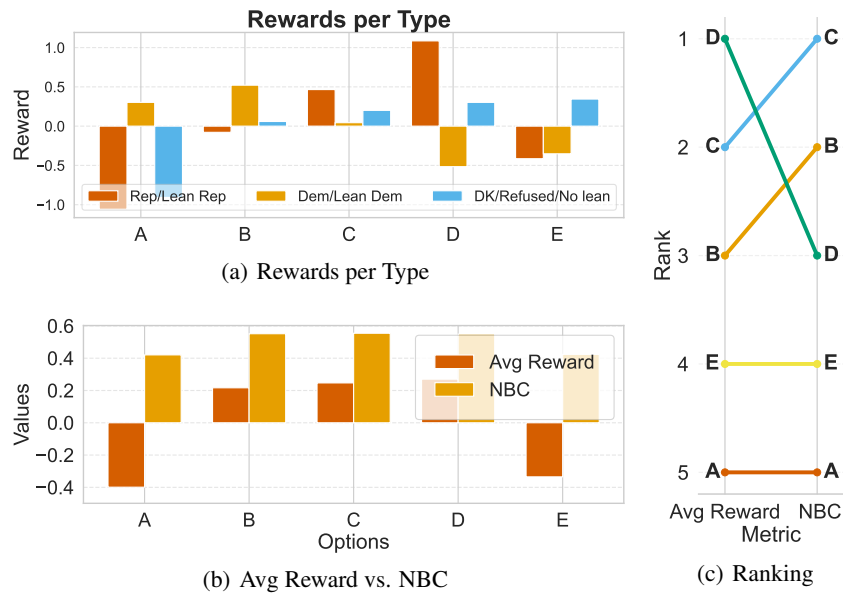 Rewards per Type
Reward
1.0
0.5
0.0
−0.5
−1.0
Rep/Lean Rep
Dem/Lean Dem
DK/Refused/No lean
A B C D E
(a) Rewards per Type
Values
0.6
0.4
0.2
0.0
−0.2
−0.4
Avg Reward
NBC
A B C D E
Options
(b) Avg Reward vs. NBC
Rank
1 D C
2 C B
3 B D
4 E E
5 A A
Avg Reward NBC
Metric
(c) Ranking